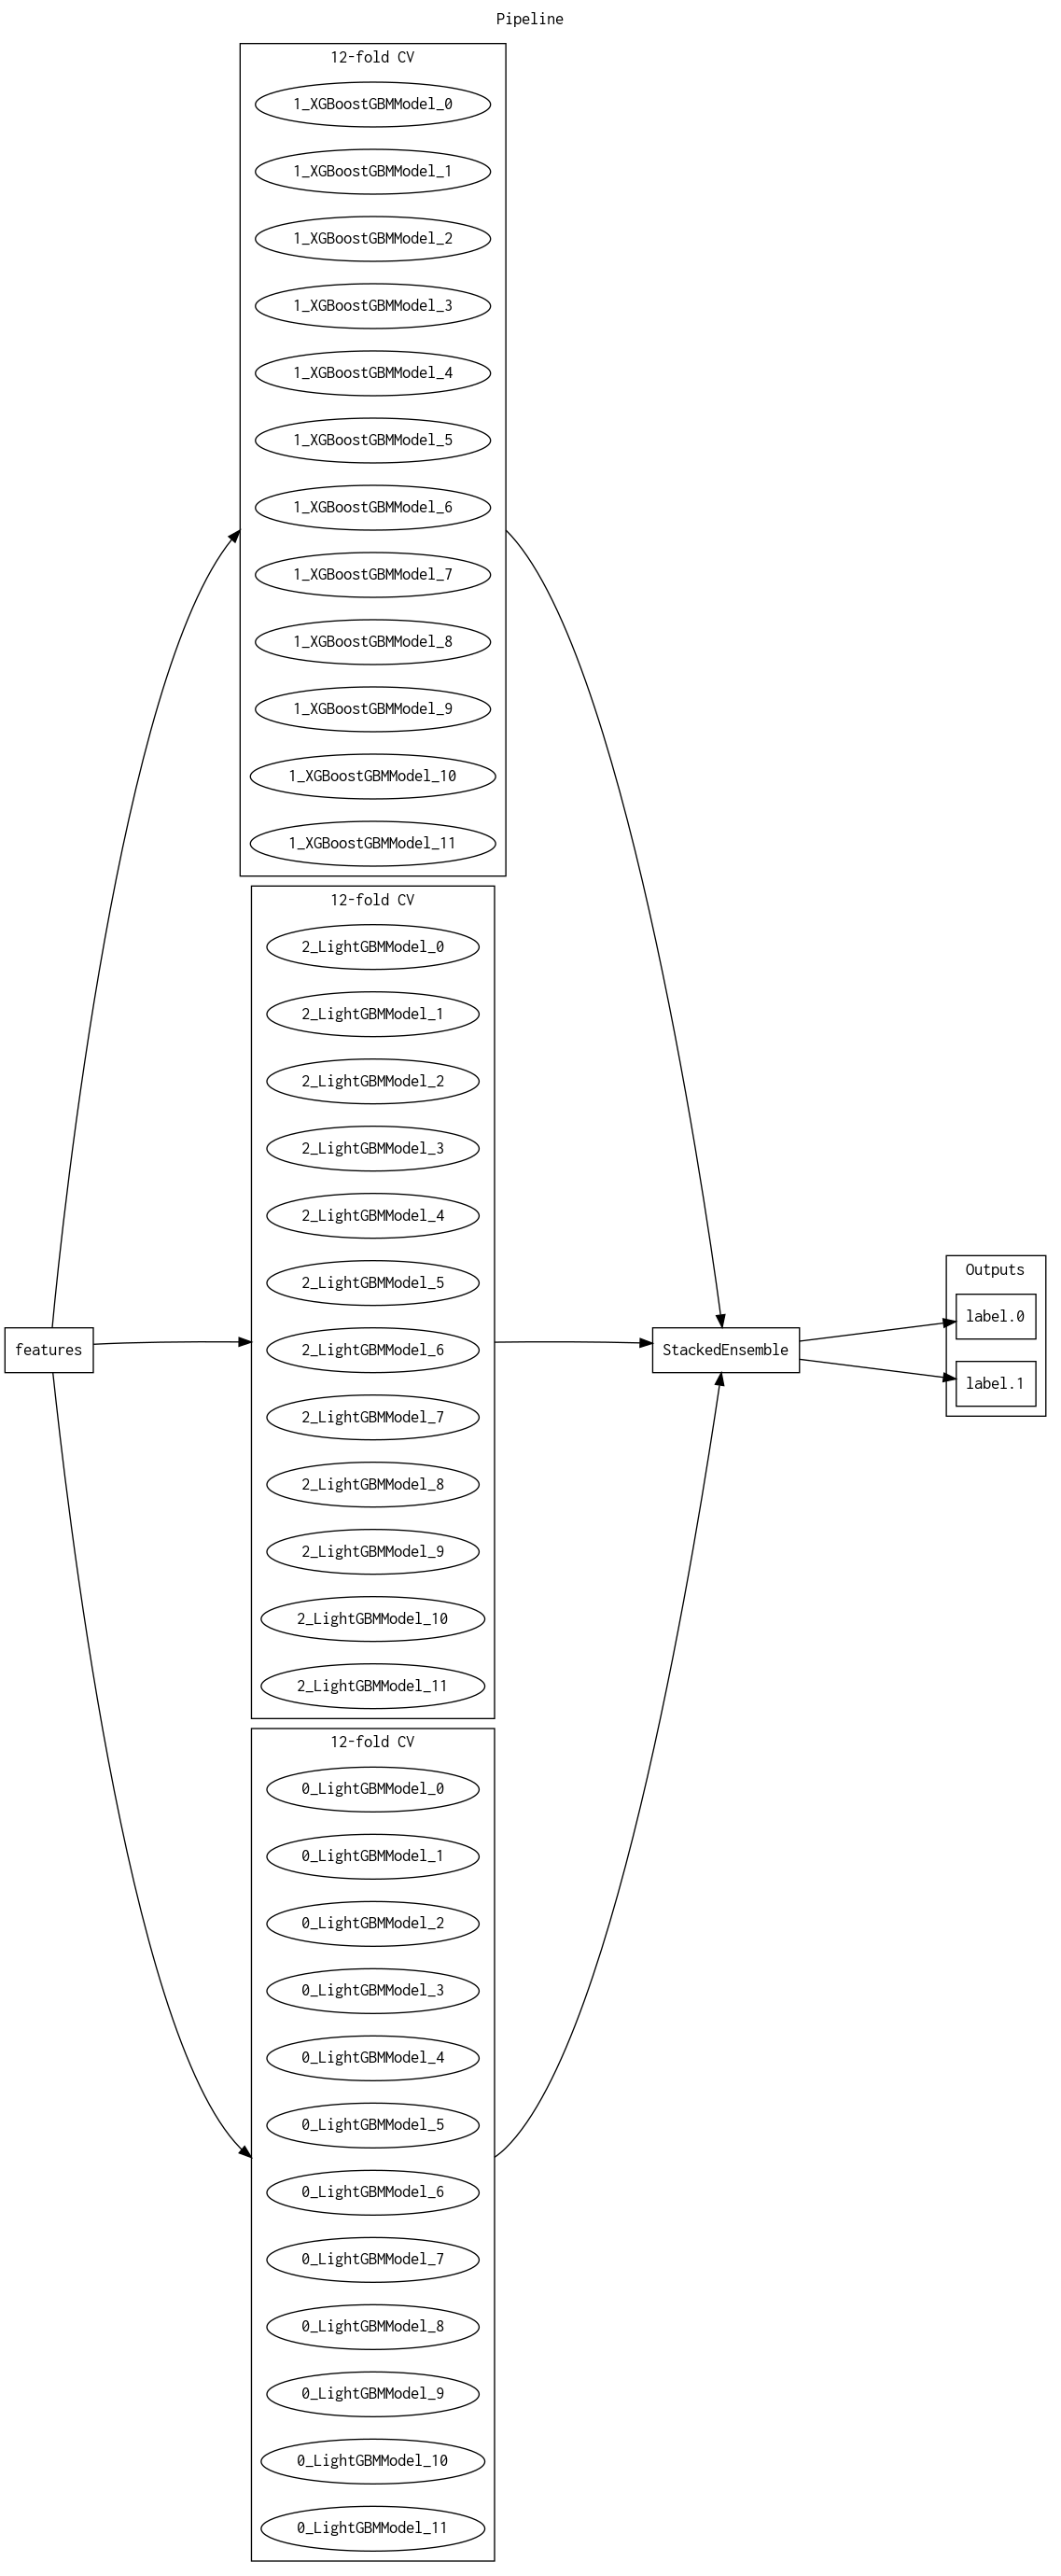 Pipeline
12-fold CV
1_XGBoostGBMModel_0
1_XGBoostGBMModel_1
1_XGBoostGBMModel_2
1_XGBoostGBMModel_3
1_XGBoostGBMModel_4
1_XGBoostGBMModel_5
1_XGBoostGBMModel_6
1_XGBoostGBMModel_7
1_XGBoostGBMModel_8
1_XGBoostGBMModel_9
1_XGBoostGBMModel_10
1_XGBoostGBMModel_11
12-fold CV
2_LightGBMModel_0
2_LightGBMModel_1
2_LightGBMModel_2
2_LightGBMModel_3
2_LightGBMModel_4
2_LightGBMModel_5
2_LightGBMModel_6
2_LightGBMModel_7
2_LightGBMModel_8
2_LightGBMModel_9
2_LightGBMModel_10
2_LightGBMModel_11
12-fold CV
0_LightGBMModel_0
0_LightGBMModel_1
0_LightGBMModel_2
0_LightGBMModel_3
0_LightGBMModel_4
0_LightGBMModel_5
0_LightGBMModel_6
0_LightGBMModel_7
0_LightGBMModel_8
0_LightGBMModel_9
0_LightGBMModel_10
0_LightGBMModel_11
features
StackedEnsemble
Outputs
label.0
label.1